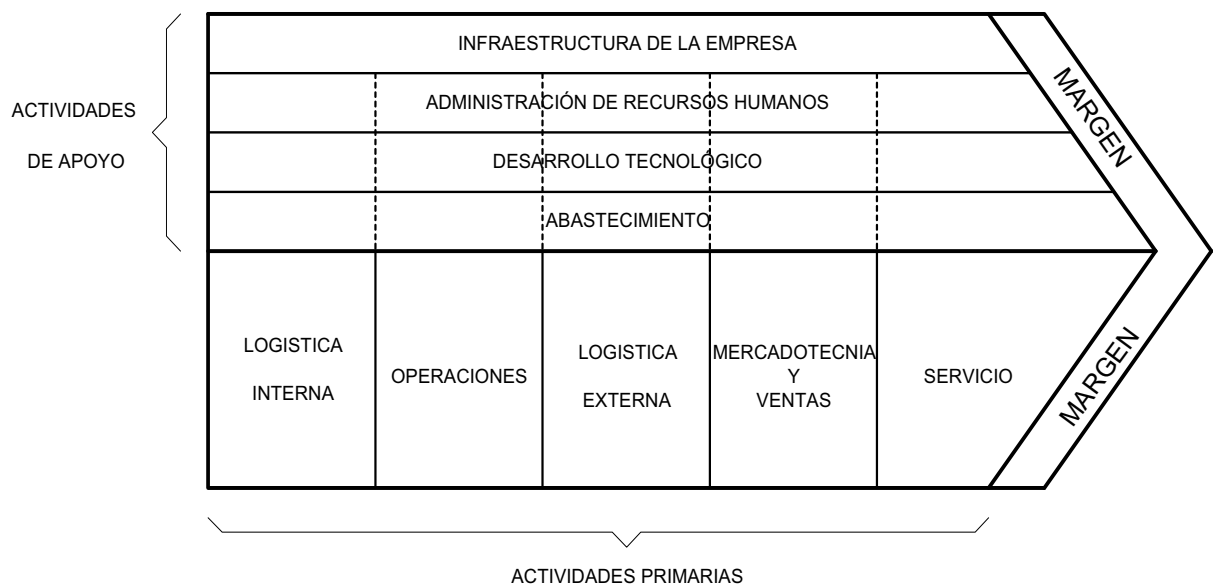 ACTIVIDADES
DE APOYO
INFRAESTRUCTURA DE LA EMPRESA
ADMINISTRACIÓN DE RECURSOS HUMANOS
DESARROLLO TECNOLÓGICO
ABASTECIMIENTO
MARGEN
LOGISTICA
INTERNA
OPERACIONES
LOGISTICA
EXTERNA
MERCADOTECNIA
Y
VENTAS
SERVICIO
MARGEN
ACTIVIDADES PRIMARIAS